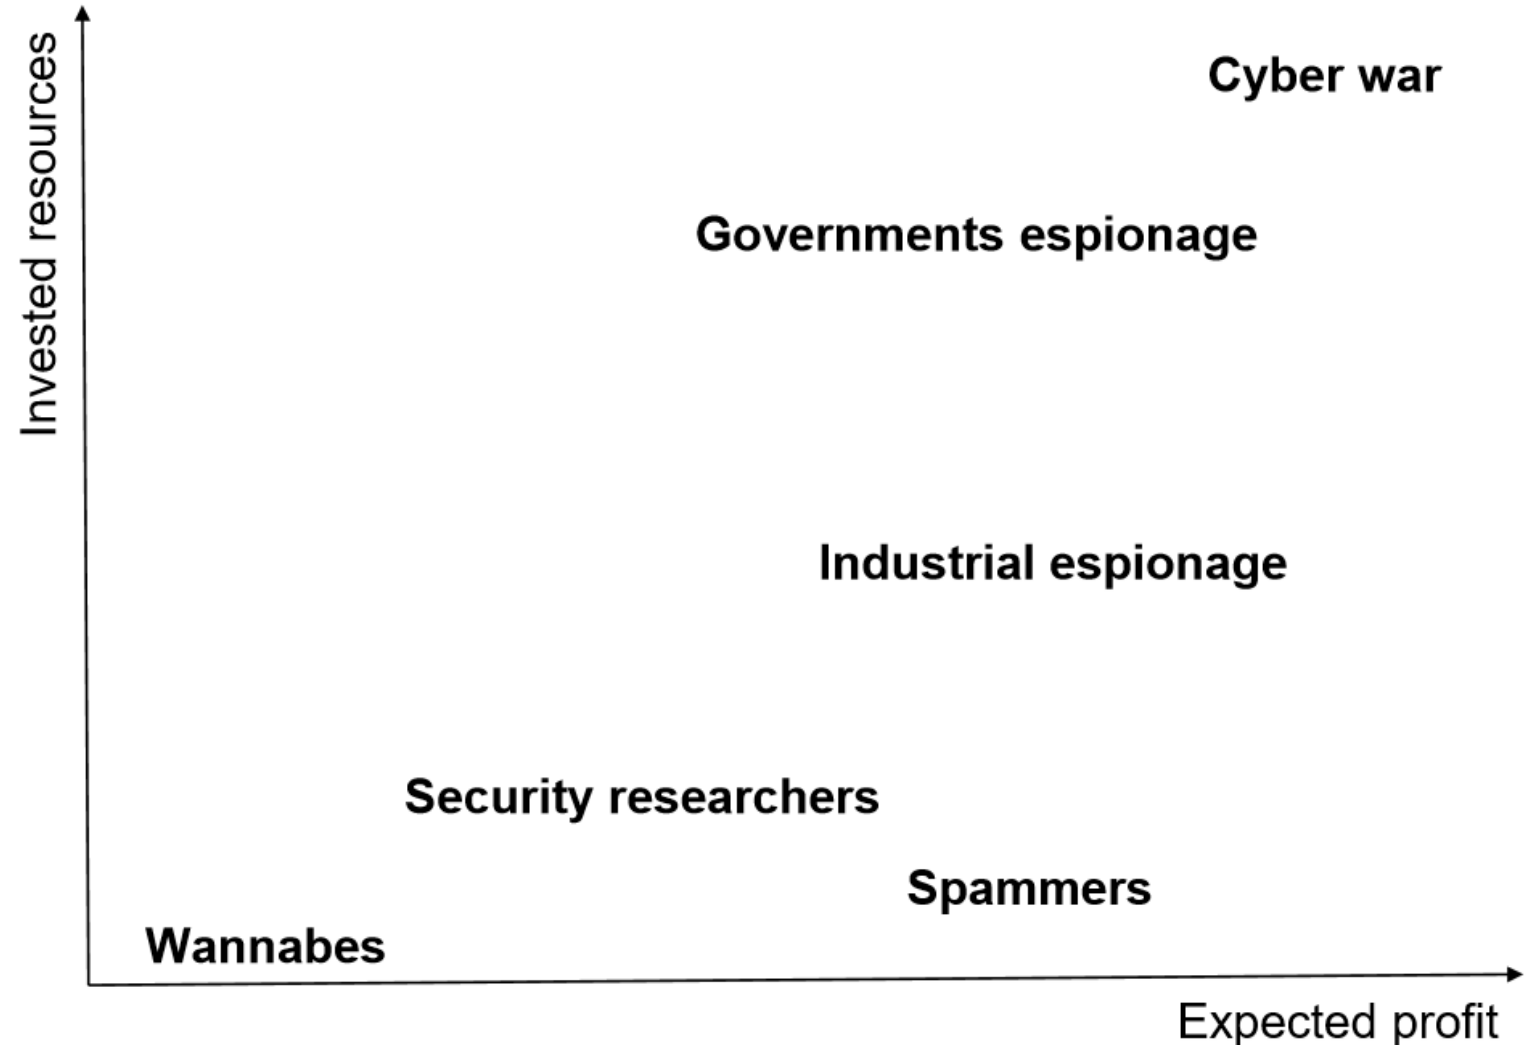 Invested resources
Cyber war
Governments espionage
Industrial espionage
Security researchers
Spammers
Wannabes
Expected profit